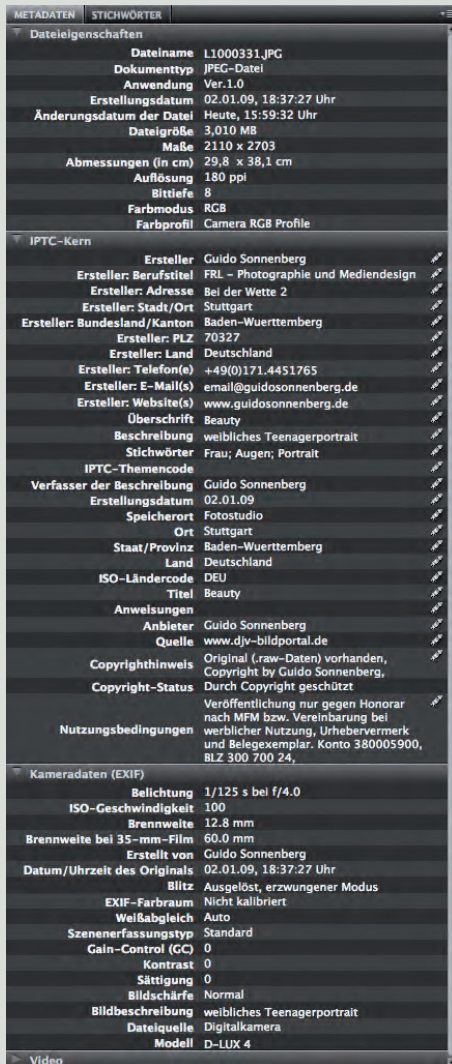 METADATEN STICHWÖRTER
Dateieigenschaften
Dateiname L1000331.JPG
Dokumenttyp JPEG-Datei
Anwendung Ver.1.0
Erstellungsdatum 02.01.09, 18:37:27 Uhr
Änderungsdatum der Datei Heute, 15:59:32 Uhr
Dateigröße 3,010 MB
Maße 2110 x 2703
Abmessungen (in cm) 29,8 x 38,1 cm
Auflösung 180 ppi
Bittiefe 8
Farbmodus RGB
Farbprofil Camera RGB Profile
IPTC-Kern
Ersteller Guido Sonnenberg
Ersteller: Berufstitel FRL - Photographie und Mediendesign
Ersteller: Adresse Bei der Wette 2
Ersteller: Stadt/Ort Stuttgart
Ersteller: Bundesland/Kanton Baden-Wuerttemberg
Ersteller: PLZ 70327
Ersteller: Land Deutschland
Ersteller: Telefon(e) +49(0)171.4451765
Ersteller: E-Mail(s) email@guidosonnenberg.de
Ersteller: Website(s) www.guidosonnenberg.de
Überschrift Beauty
Beschreibung weibliches Teenagerportrait
Stichwörter Frau; Augen; Portrait
IPTC-Themencode
Verfasser der Beschreibung Guido Sonnenberg
Erstellungsdatum 02.01.09
Speicherort Fotostudio
Ort Stuttgart
Staat/Provinz Baden-Wuerttemberg
Land Deutschland
ISO-Ländercode DEU
Titel Beauty
Anweisungen
Anbieter Guido Sonnenberg
Quelle www.djv-bildportal.de
Copyrighthinweis Original (.raw-Daten) vorhanden,
Copyright by Guido Sonnenberg,
Copyright-Status Durch Copyright geschützt
Nutzungsbedingungen Veröffentlichung nur gegen Honorar
nach MFM bzw. Vereinbarung bei
werblicher Nutzung, Urhebervermerk
und Belegexemplar. Konto 380005900,
BLZ 300 700 24,
Kameradaten (EXIF)
Belichtung 1/125 s bei f/4.0
ISO-Geschwindigkeit 100
Brennweite 12.8 mm
Brennweite bei 35-mm-Film 60.0 mm
Erstellt von Guido Sonnenberg
Datum/Uhrzeit des Originals 02.01.09, 18:37:27 Uhr
Blitz Ausgelöst, erzwungener Modus
EXIF-Farbraum Nicht kalibriert
Weißabgleich Auto
Szenenerfassungstyp Standard
Gain-Control (GC) 0
Kontrast 0
Sättigung 0
Bildschärfe Normal
Bildbeschreibung weibliches Teenagerportrait
Dateiquelle Digitalkamera
Modell D-LUX 4
Video